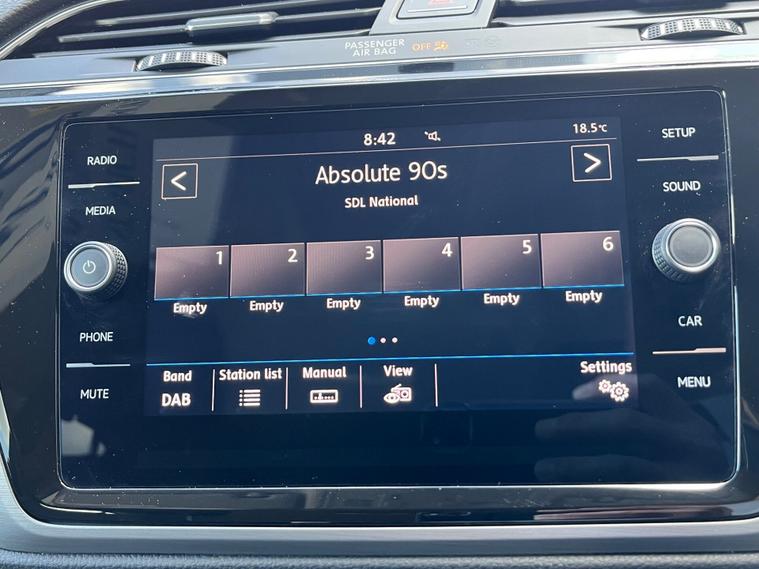 PASSENGER
AIR BAG OFF
8:42 18.5°C
Absolute 90s
SDL National
RADIO
MEDIA
PHONE
MUTE
SETUP
SOUND
CAR
MENU
1 2 3 4 5 6
Empty Empty Empty Empty Empty Empty
Band Station list Manual View Settings
DAB